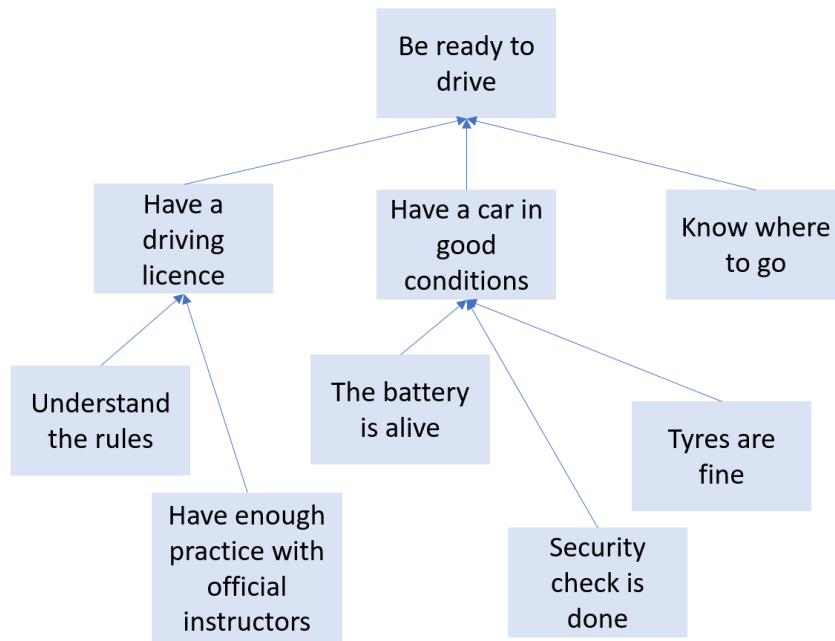 Be ready to
drive
Have a
driving
licence
Have a car in
good
conditions
Know where
to go
Understand
the rules
The battery
is alive
Tyres are
fine
Have enough
practice with
official
instructors
Security
check is
done